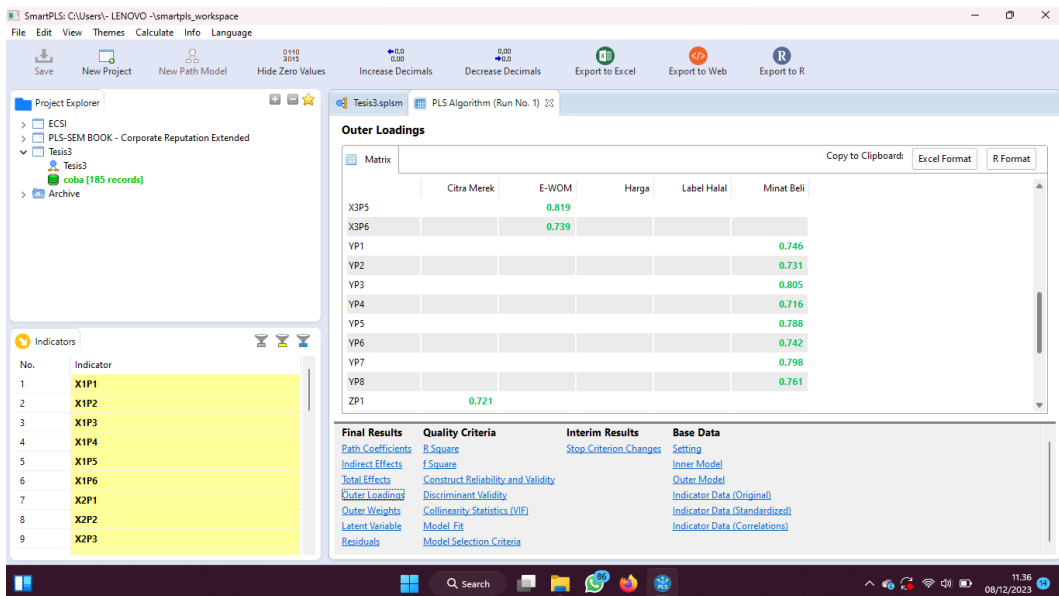 SmartPLS: C:\Users\- LENOVO -\smartpls_workspace
File Edit View Themes Calculate Info Language
Save New Project New Path Model Hide Zero Values Increase Decimals Decrease Decimals Export to Excel Export to Web Export to R
Project Explorer
ECSI
PLS-SEM BOOK - Corporate Reputation Extended
Tesis3
Tesis3
coba [185 records]
Archive
Indicators
No. Indicator
1 X1P1
2 X1P2
3 X1P3
4 X1P4
5 X1P5
6 X1P6
7 X2P1
8 X2P2
9 X2P3
Tesis3.splsm PLS Algorithm (Run No. 1)
Outer Loadings
Matrix Copy to Clipboard: Excel Format R Format
Citra Merek E-WOM Harga Label Halal Minat Beli
X3P5 0.819
X3P6 0.739
YP1 0.746
YP2 0.731
YP3 0.805
YP4 0.716
YP5 0.788
YP6 0.742
YP7 0.798
YP8 0.761
ZP1 0.721
Final Results Quality Criteria Interim Results Base Data
Path Coefficients R Square Stop Criterion Changes Setting
Indirect Effects f Square Inner Model
Total Effects Construct Reliability and Validity Outer Model
Outer Loadings Discriminant Validity Indicator Data (Original)
Outer Weights Collinearity Statistics (VIF) Indicator Data (Standardized)
Latent Variable Model_Fit Indicator Data (Correlations)
Residuals Model Selection Criteria
Search 86 11.36
08/12/2023 14